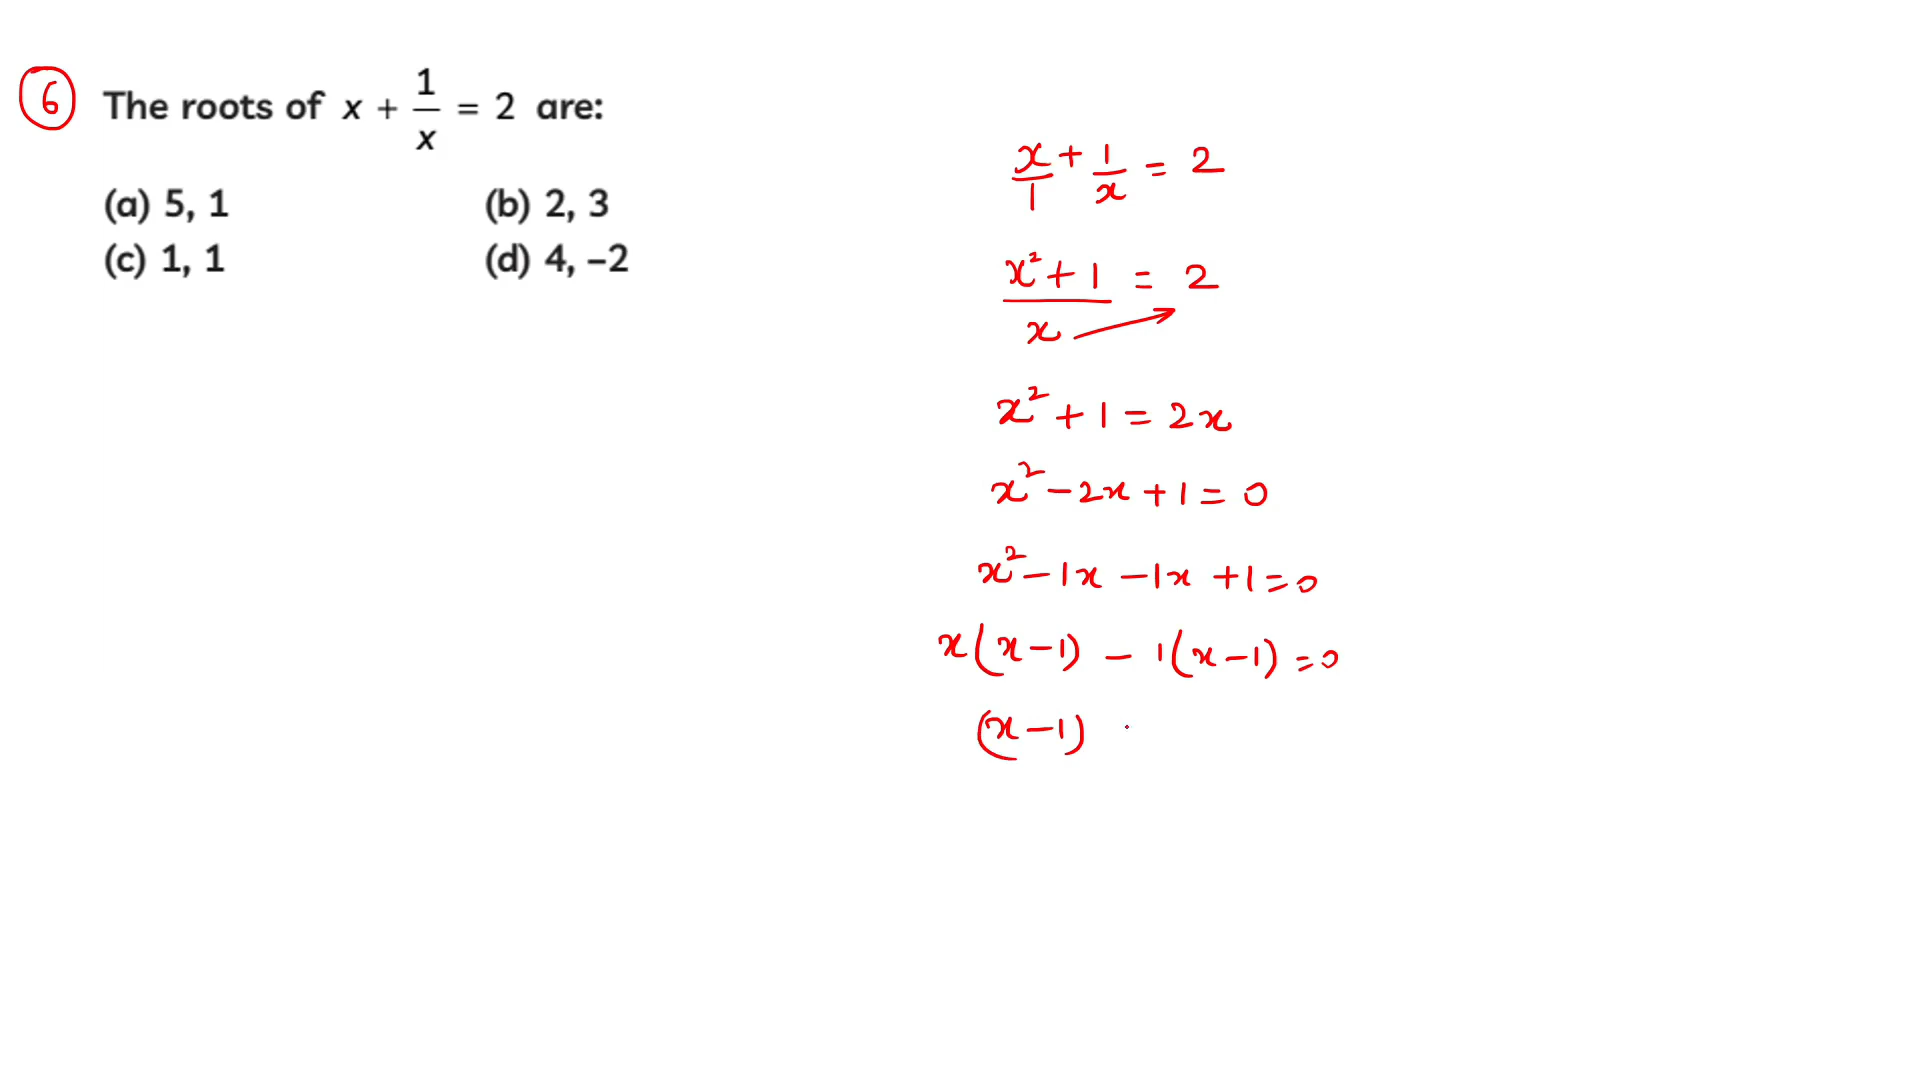 6 The roots of x + 1/x = 2 are:
(a) 5, 1 (b) 2, 3
(c) 1, 1 (d) 4, –2
x/1 + 1/x = 2
x² + 1 / x = 2
x² + 1 = 2x
x² - 2x + 1 = 0
x² - 1x - 1x + 1 = 0
x(x - 1) - 1(x - 1) = 0
(x - 1)